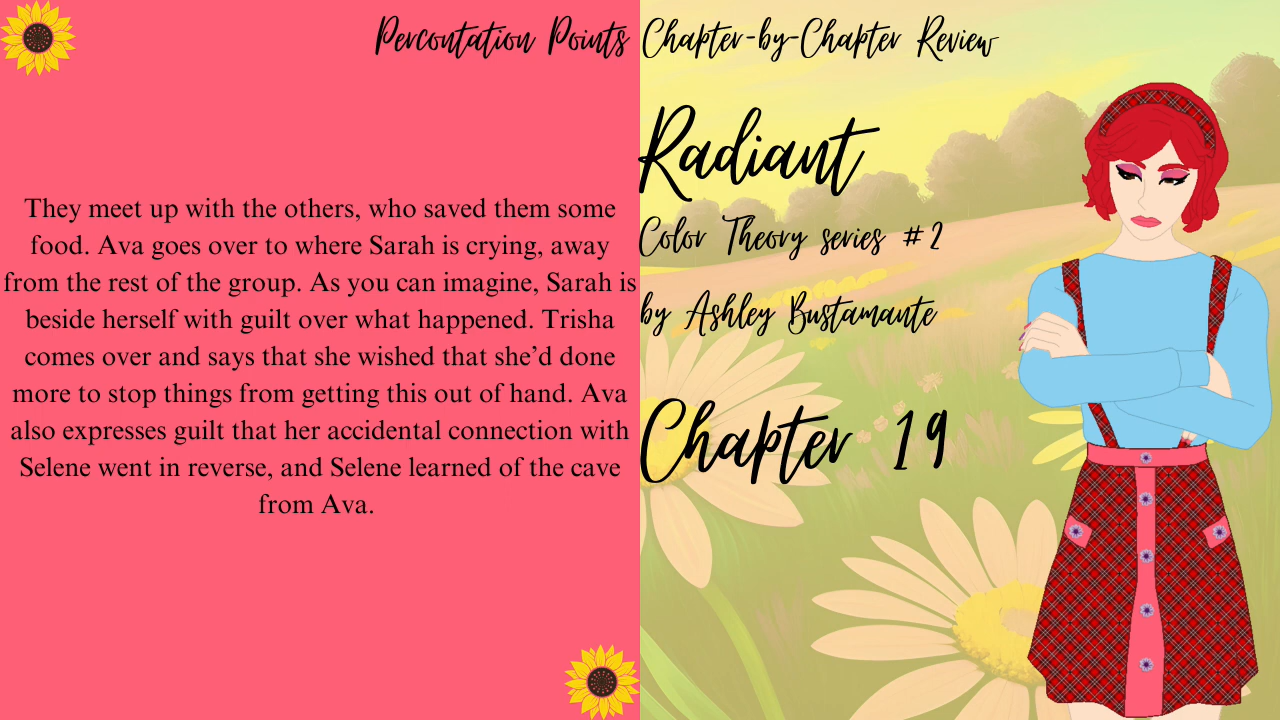 Percontation Points Chapter-by-Chapter Review
They meet up with the others, who saved them some
food. Ava goes over to where Sarah is crying, away
from the rest of the group. As you can imagine, Sarah is
beside herself with guilt over what happened. Trisha
comes over and says that she wished that she’d done
more to stop things from getting this out of hand. Ava
also expresses guilt that her accidental connection with
Selene went in reverse, and Selene learned of the cave
from Ava.
Radiant
Color Theory series #2
by Ashley Bustamante
Chapter 19